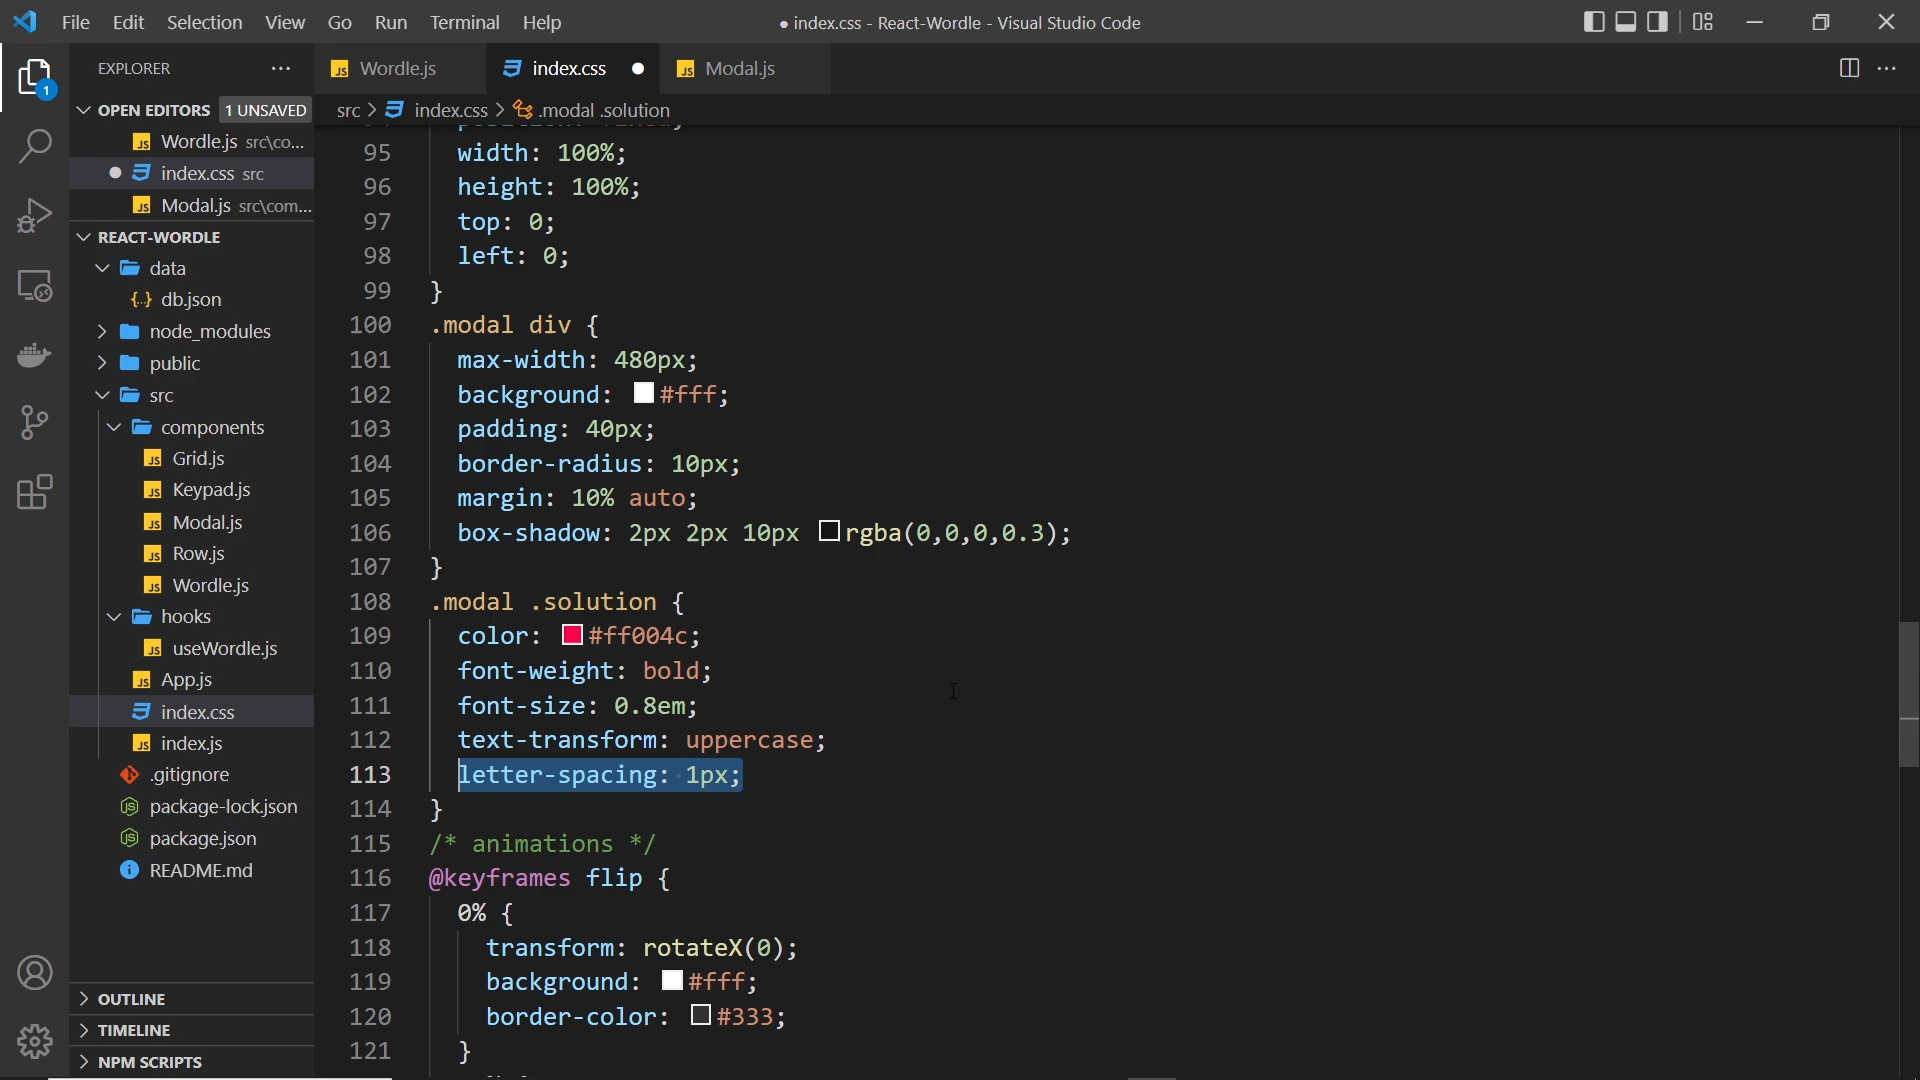 File Edit Selection View Go Run Terminal Help
● index.css - React-Wordle - Visual Studio Code
EXPLORER
Wordle.js
index.css
Modal.js
1
OPEN EDITORS 1 UNSAVED
Wordle.js src\co...
index.css src
Modal.js src\com...
REACT-WORDLE
data
db.json
node_modules
public
src
components
Grid.js
Keypad.js
Modal.js
Row.js
Wordle.js
hooks
useWordle.js
App.js
index.css
index.js
.gitignore
package-lock.json
package.json
README.md
OUTLINE
TIMELINE
NPM SCRIPTS
src > index.css > .modal .solution
95 width: 100%;
96 height: 100%;
97 top: 0;
98 left: 0;
99 }
100 .modal div {
101 max-width: 480px;
102 background: #fff;
103 padding: 40px;
104 border-radius: 10px;
105 margin: 10% auto;
106 box-shadow: 2px 2px 10px rgba(0,0,0,0.3);
107 }
108 .modal .solution {
109 color: #ff004c;
110 font-weight: bold;
111 font-size: 0.8em;
112 text-transform: uppercase;
113 letter-spacing: 1px;
114 }
115 /* animations */
116 @keyframes flip {
117 0% {
118 transform: rotateX(0);
119 background: #fff;
120 border-color: #333;
121 }